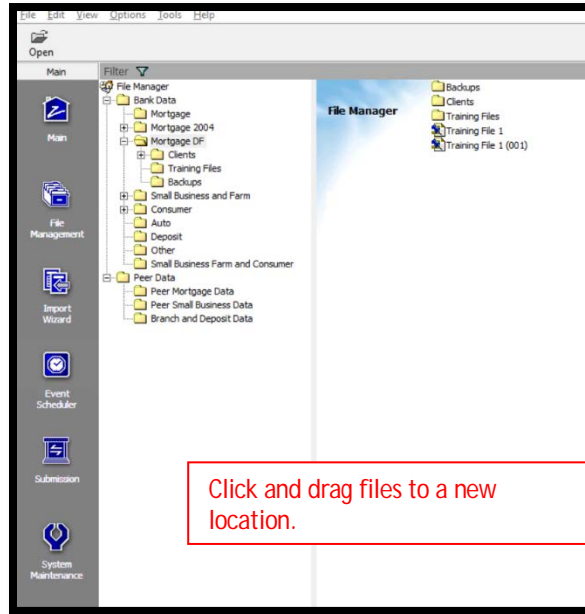 File Edit View Options Tools Help
Open
Main
Filter
Main
File
Management
Import
Wizard
Event
Scheduler
Submission
System
Maintenance
File Manager
Bank Data
Mortgage
Mortgage 2004
Mortgage DF
Clients
Training Files
Backups
Small Business and Farm
Consumer
Auto
Deposit
Other
Small Business Farm and Consumer
Peer Data
Peer Mortgage Data
Peer Small Business Data
Branch and Deposit Data
File Manager
Backups
Clients
Training Files
Training File 1
Training File 1 (001)
Click and drag files to a new
location.